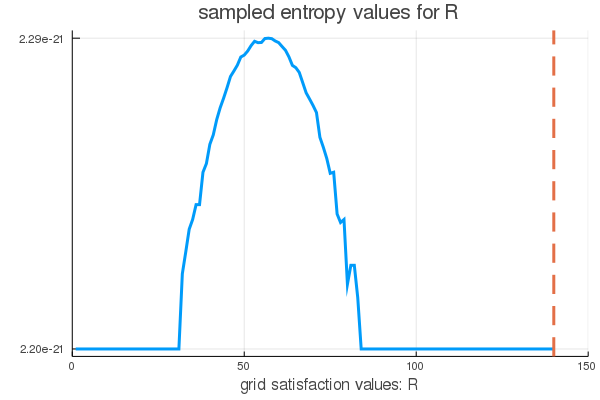 sampled entropy values for R
2.29e-21
2.20e-21
0 50 100 150
grid satisfaction values: R